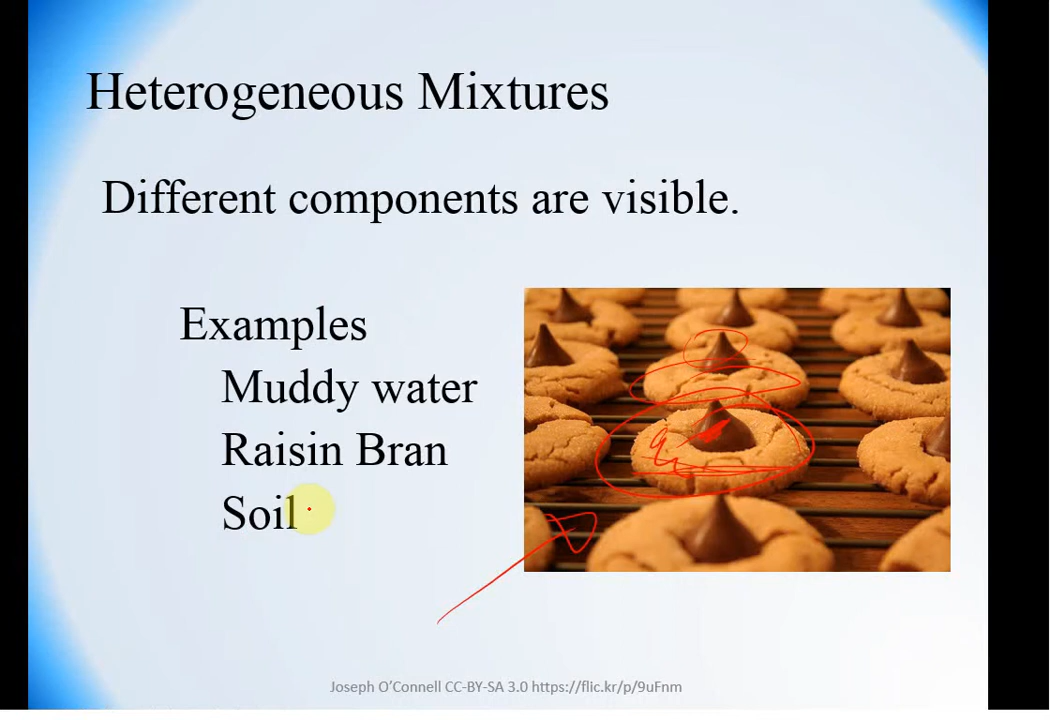 Heterogeneous Mixtures
Different components are visible.
Examples
Muddy water
Raisin Bran
Soil
Joseph O'Connell CC-BY-SA 3.0 https://flic.kr/p/9uFnm